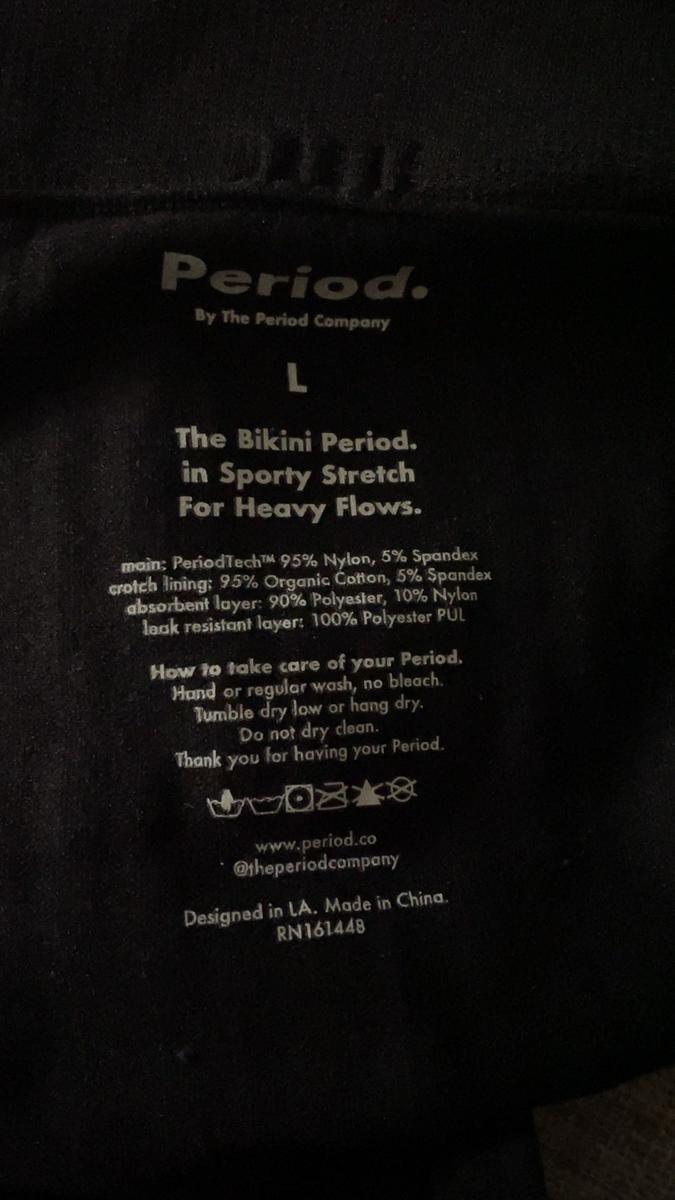 Period.
By The Period Company
L
The Bikini Period.
in Sporty Stretch
For Heavy Flows.
main: PeriodTech™ 95% Nylon, 5% Spandex
crotch lining: 95% Organic Cotton, 5% Spandex
absorbent layer: 90% Polyester, 10% Nylon
leak resistant layer: 100% Polyester PUL
How to take care of your Period.
Hand or regular wash, no bleach.
Tumble dry low or hang dry.
Do not dry clean.
Thank you for having your Period.
www.period.co
@theperiodcompany
Designed in LA. Made in China.
RN161448